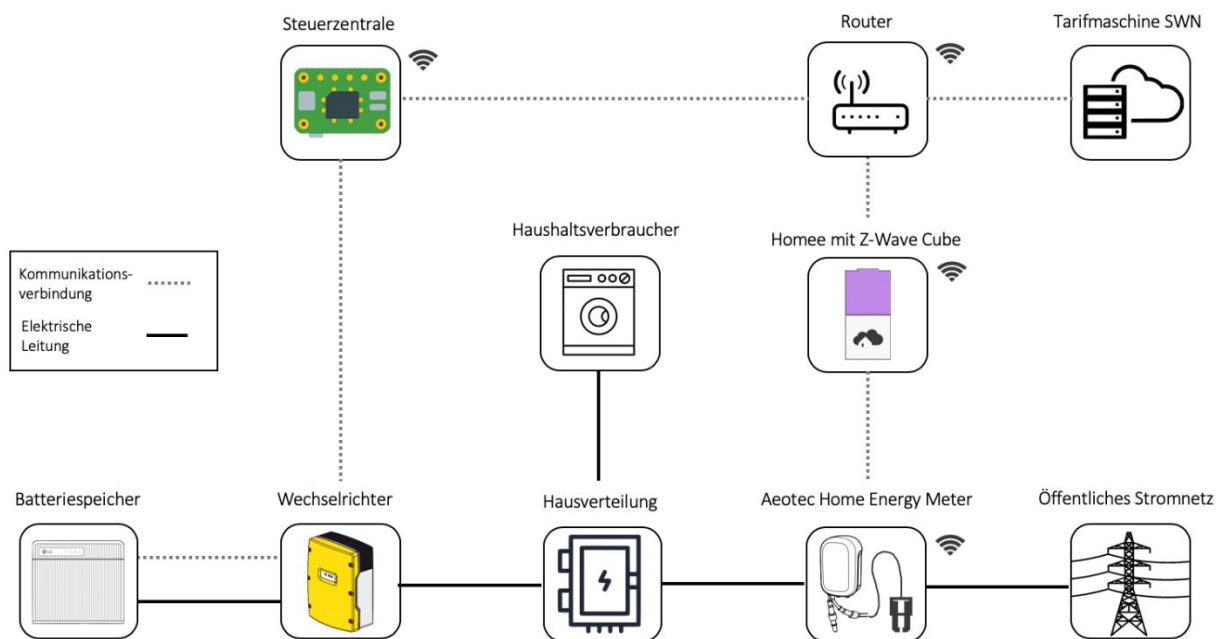 Steuerzentrale
Router
Tarifmaschine SWN
Haushaltsverbraucher
Homee mit Z-Wave Cube
Kommunikations-
verbindung
Elektrische
Leitung
Batteriespeicher
Wechselrichter
Hausverteilung
Aeotec Home Energy Meter
Öffentliches Stromnetz